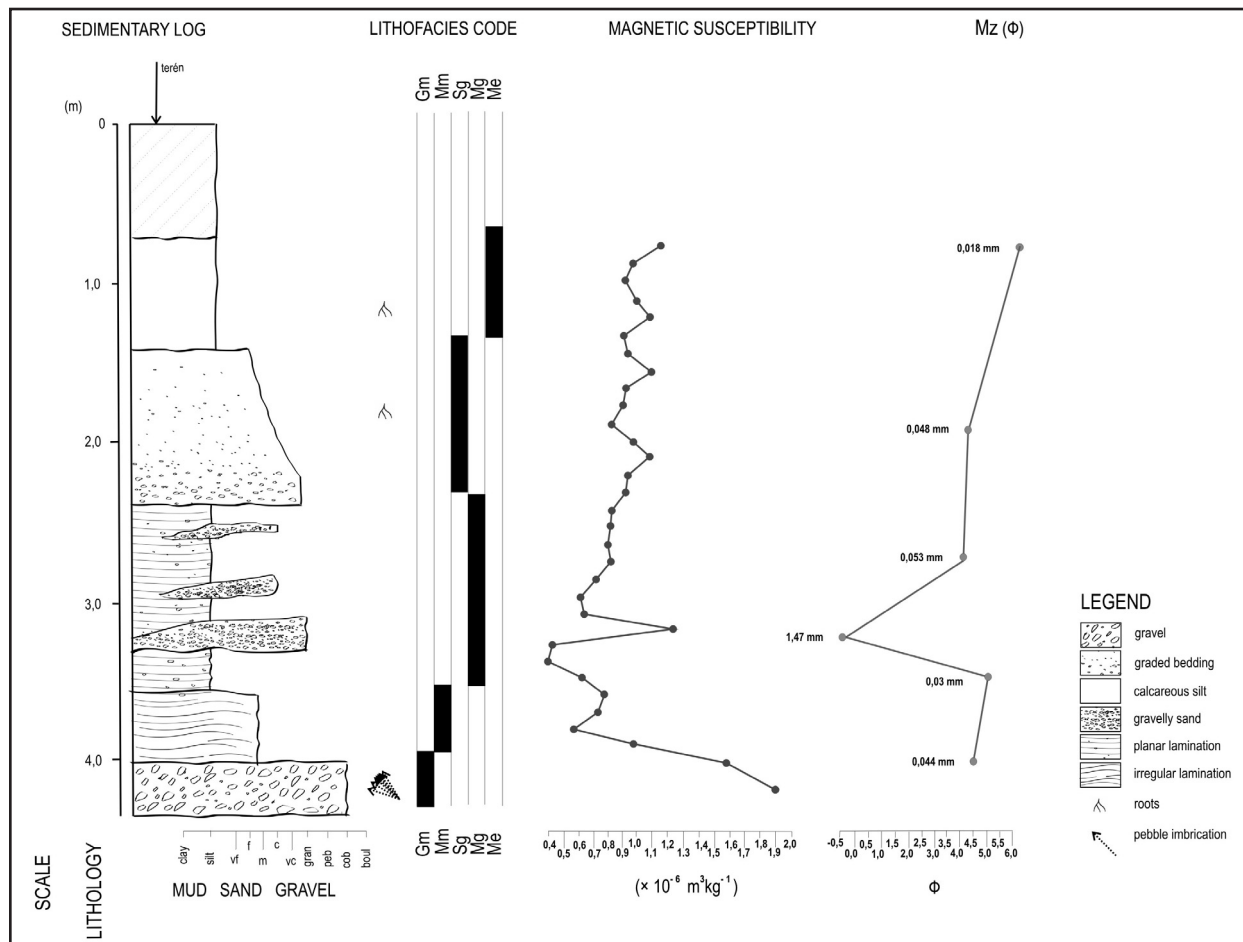 SEDIMENTARY LOG
LITHOFACIES CODE
MAGNETIC SUSCEPTIBILITY
Mz (Φ)
terén
(m)
Gm
Mm
Sg
Mg
Me
0
1,0
2,0
3,0
4,0
0,018 mm
0,048 mm
0,053 mm
1,47 mm
0,03 mm
0,044 mm
LEGEND
gravel
graded bedding
calcareous silt
gravelly sand
planar lamination
irregular lamination
roots
pebble imbrication
SCALE
LITHOLOGY
clay
silt
vf
f
m
c
vc
gran
peb
cob
boul
MUD SAND GRAVEL
Gm
Mm
Sg
Mg
Me
0,4 0,6 0,8 1,0 1,2 1,4 1,6 1,8 2,0
0,5 0,7 0,9 1,1 1,3 1,5 1,7 1,9
(× 10⁻⁶ m³kg⁻¹)
-0,5 0,5 1,5 2,5 3,5 4,5 5,5
0,0 1,0 2,0 3,0 4,0 5,0 6,0
Φ